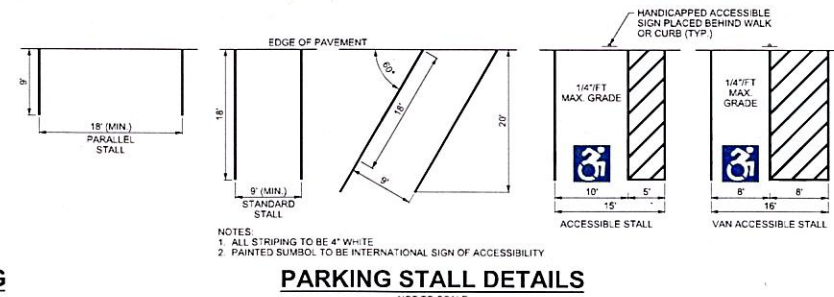 HANDICAPPED ACCESSIBLE
SIGN PLACED BEHIND WALK
OR CURB (TYP.)
EDGE OF PAVEMENT
9'
18' (MIN.)
PARALLEL
STALL
18'
9' (MIN.)
STANDARD
STALL
60°
18'
9'
20'
1/4"/FT
MAX. GRADE
10'
5'
15'
ACCESSIBLE STALL
1/4"/FT
MAX.
GRADE
8'
8'
16'
VAN ACCESSIBLE STALL
NOTES:
1. ALL STRIPING TO BE 4" WHITE
2. PAINTED SUMBOL TO BE INTERNATIONAL SIGN OF ACCESSIBILITY
G
PARKING STALL DETAILS